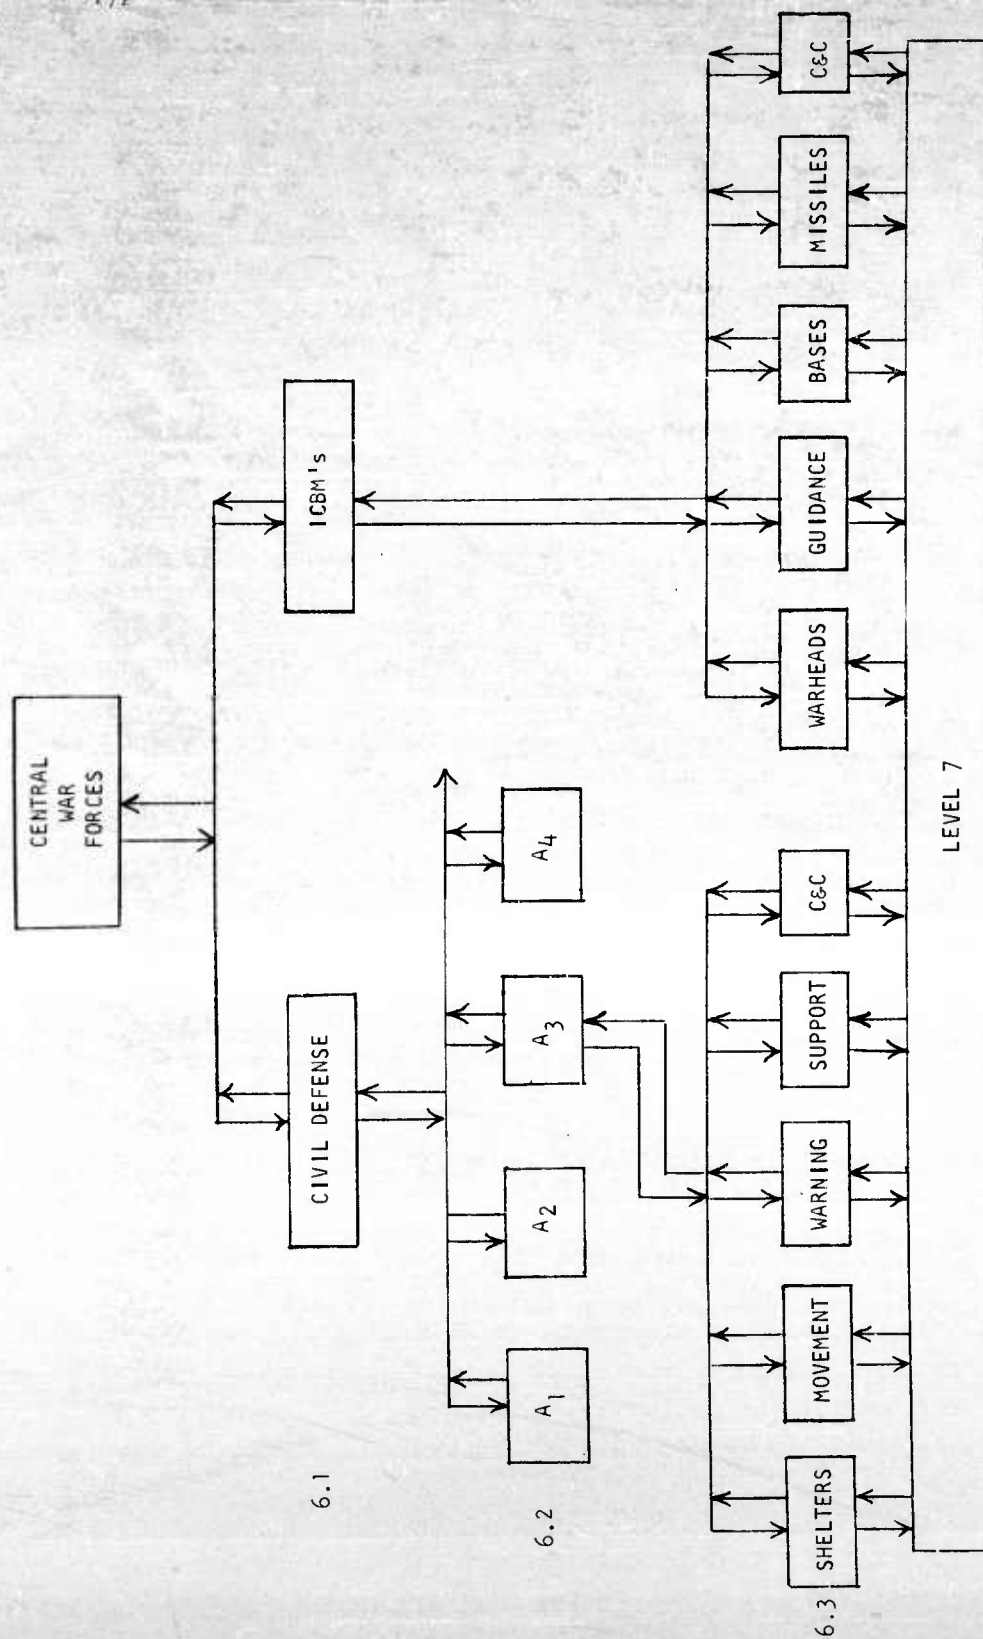 CENTRAL
WAR
FORCES
6.1
CIVIL DEFENSE
ICBM's
6.2
A1
A2
A3
A4
6.3
SHELTERS
MOVEMENT
WARNING
SUPPORT
C&C
WARHEADS
GUIDANCE
BASES
MISSILES
C&C
LEVEL 7